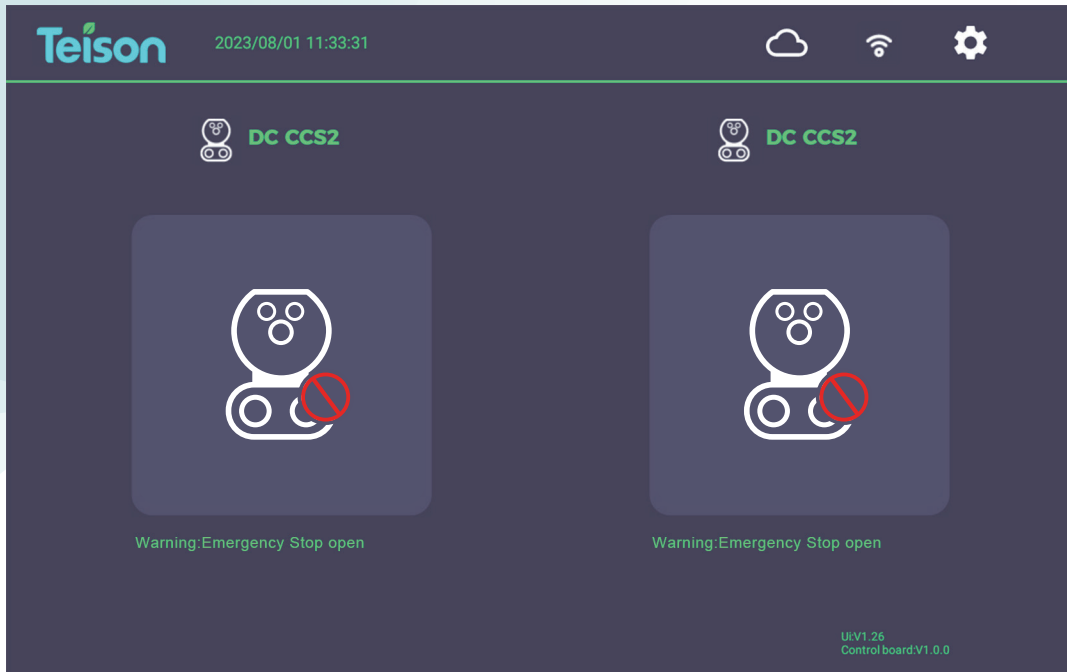 Teison
2023/08/01 11:33:31
DC CCS2
DC CCS2
Warning:Emergency Stop open
Warning:Emergency Stop open
Ui:V1.26
Control board:V1.0.0